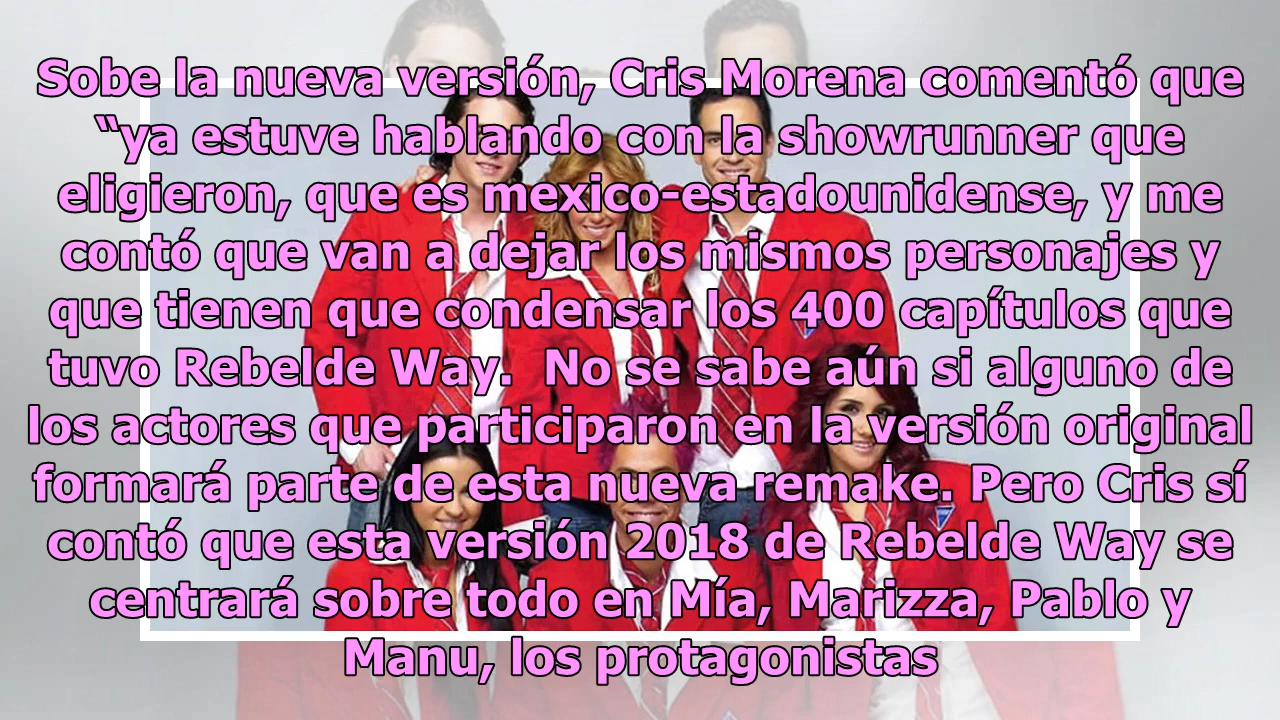 Sobe la nueva versión, Cris Morena comentó que
“ya estuve hablando con la showrunner que
eligieron, que es mexico-estadounidense, y me
contó que van a dejar los mismos personajes y
que tienen que condensar los 400 capítulos que
tuvo Rebelde Way.  No se sabe aún si alguno de
los actores que participaron en la versión original
formará parte de esta nueva remake. Pero Cris sí
contó que esta versión 2018 de Rebelde Way se
centrará sobre todo en Mía, Marizza, Pablo y
Manu, los protagonistas